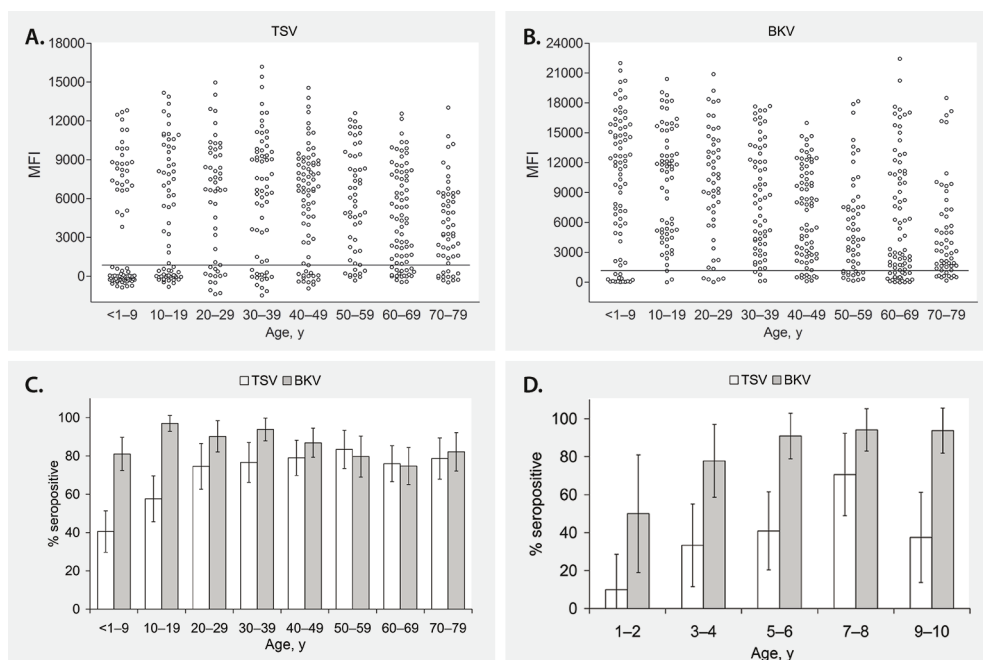 A.
TSV
MFI
18000
15000
12000
9000
6000
3000
0
<1–9 10–19 20–29 30–39 40–49 50–59 60–69 70–79
Age, y
B.
BKV
MFI
24000
21000
18000
15000
12000
9000
6000
3000
0
<1–9 10–19 20–29 30–39 40–49 50–59 60–69 70–79
Age, y
C.
TSV BKV
% seropositive
100
80
60
40
20
0
<1–9 10–19 20–29 30–39 40–49 50–59 60–69 70–79
Age, y
D.
TSV BKV
% seropositive
100
80
60
40
20
0
1–2 3–4 5–6 7–8 9–10
Age, y